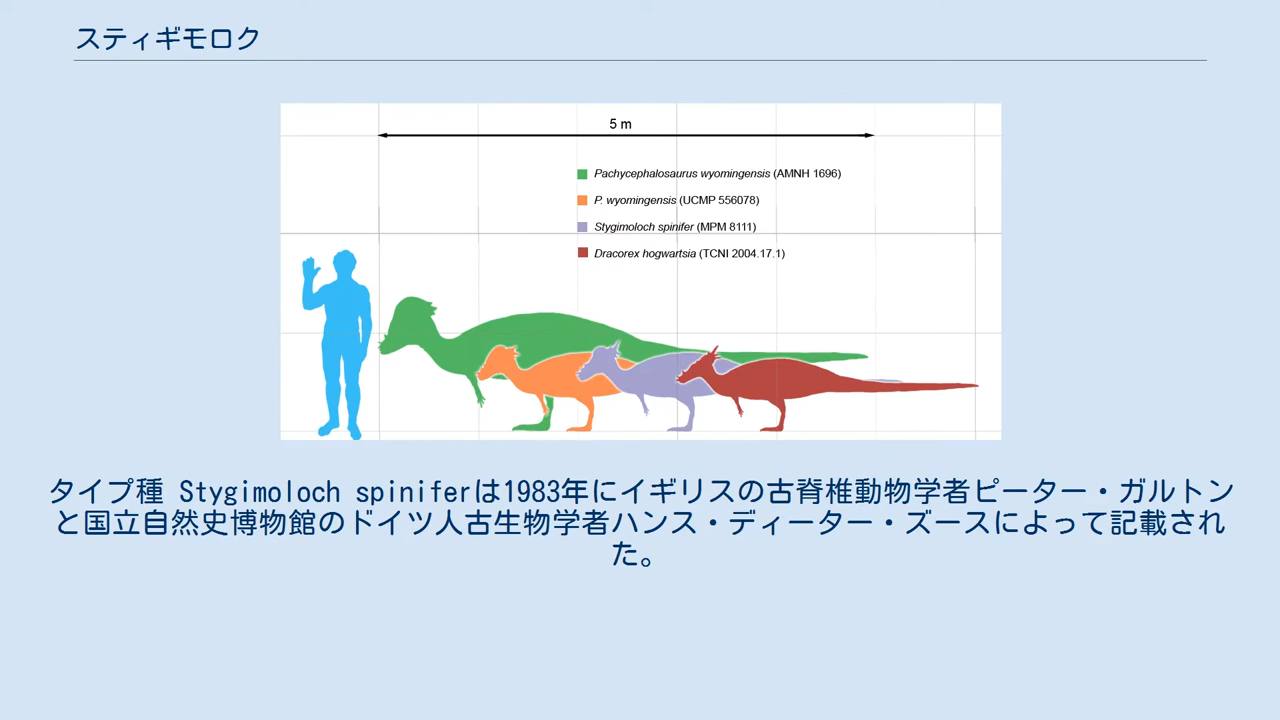 スティギモロク
5 m
Pachycephalosaurus wyomingensis (AMNH 1696)
P. wyomingensis (UCMP 556078)
Stygimoloch spinifer (MPM 8111)
Dracorex hogwartsia (TCNI 2004.17.1)
タイプ種 Stygimoloch spiniferは1983年にイギリスの古脊椎動物学者ピーター・ガルトン
と国立自然史博物館のドイツ人古生物学者ハンス・ディーター・ズースによって記載され
た。